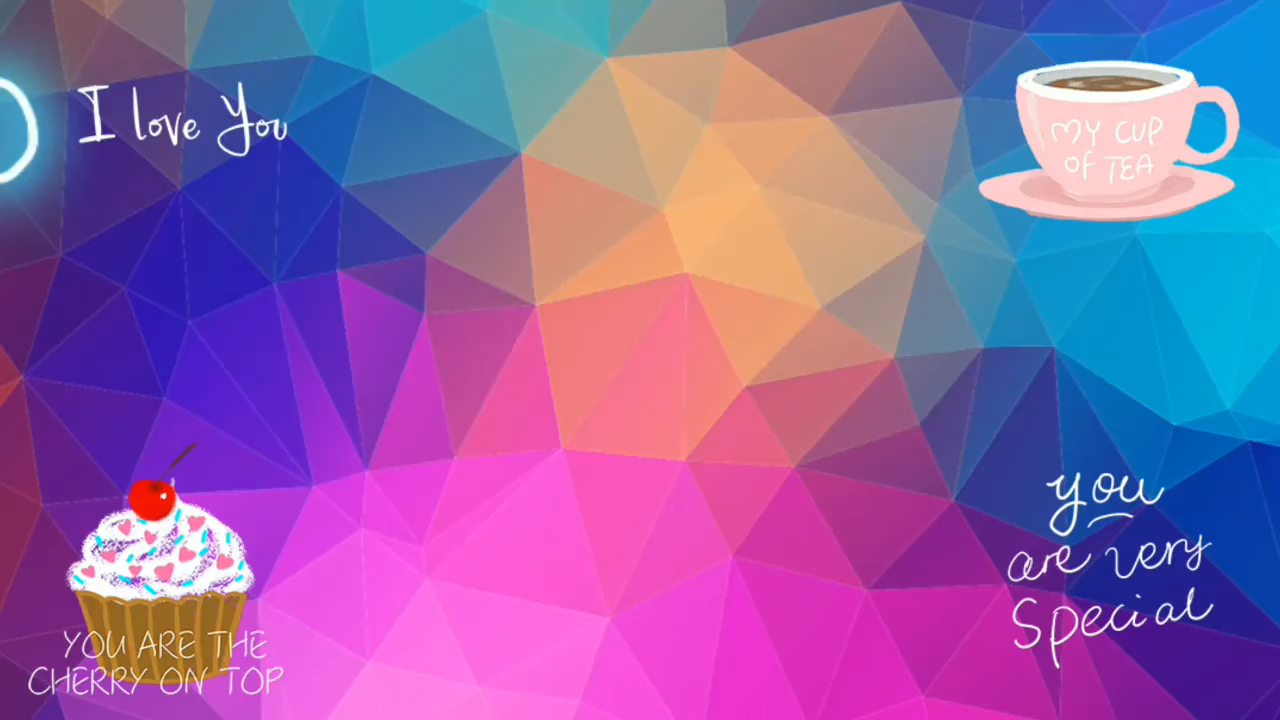 I love You
MY CUP
OF TEA
you
are very
Special
YOU ARE THE
CHERRY ON TOP